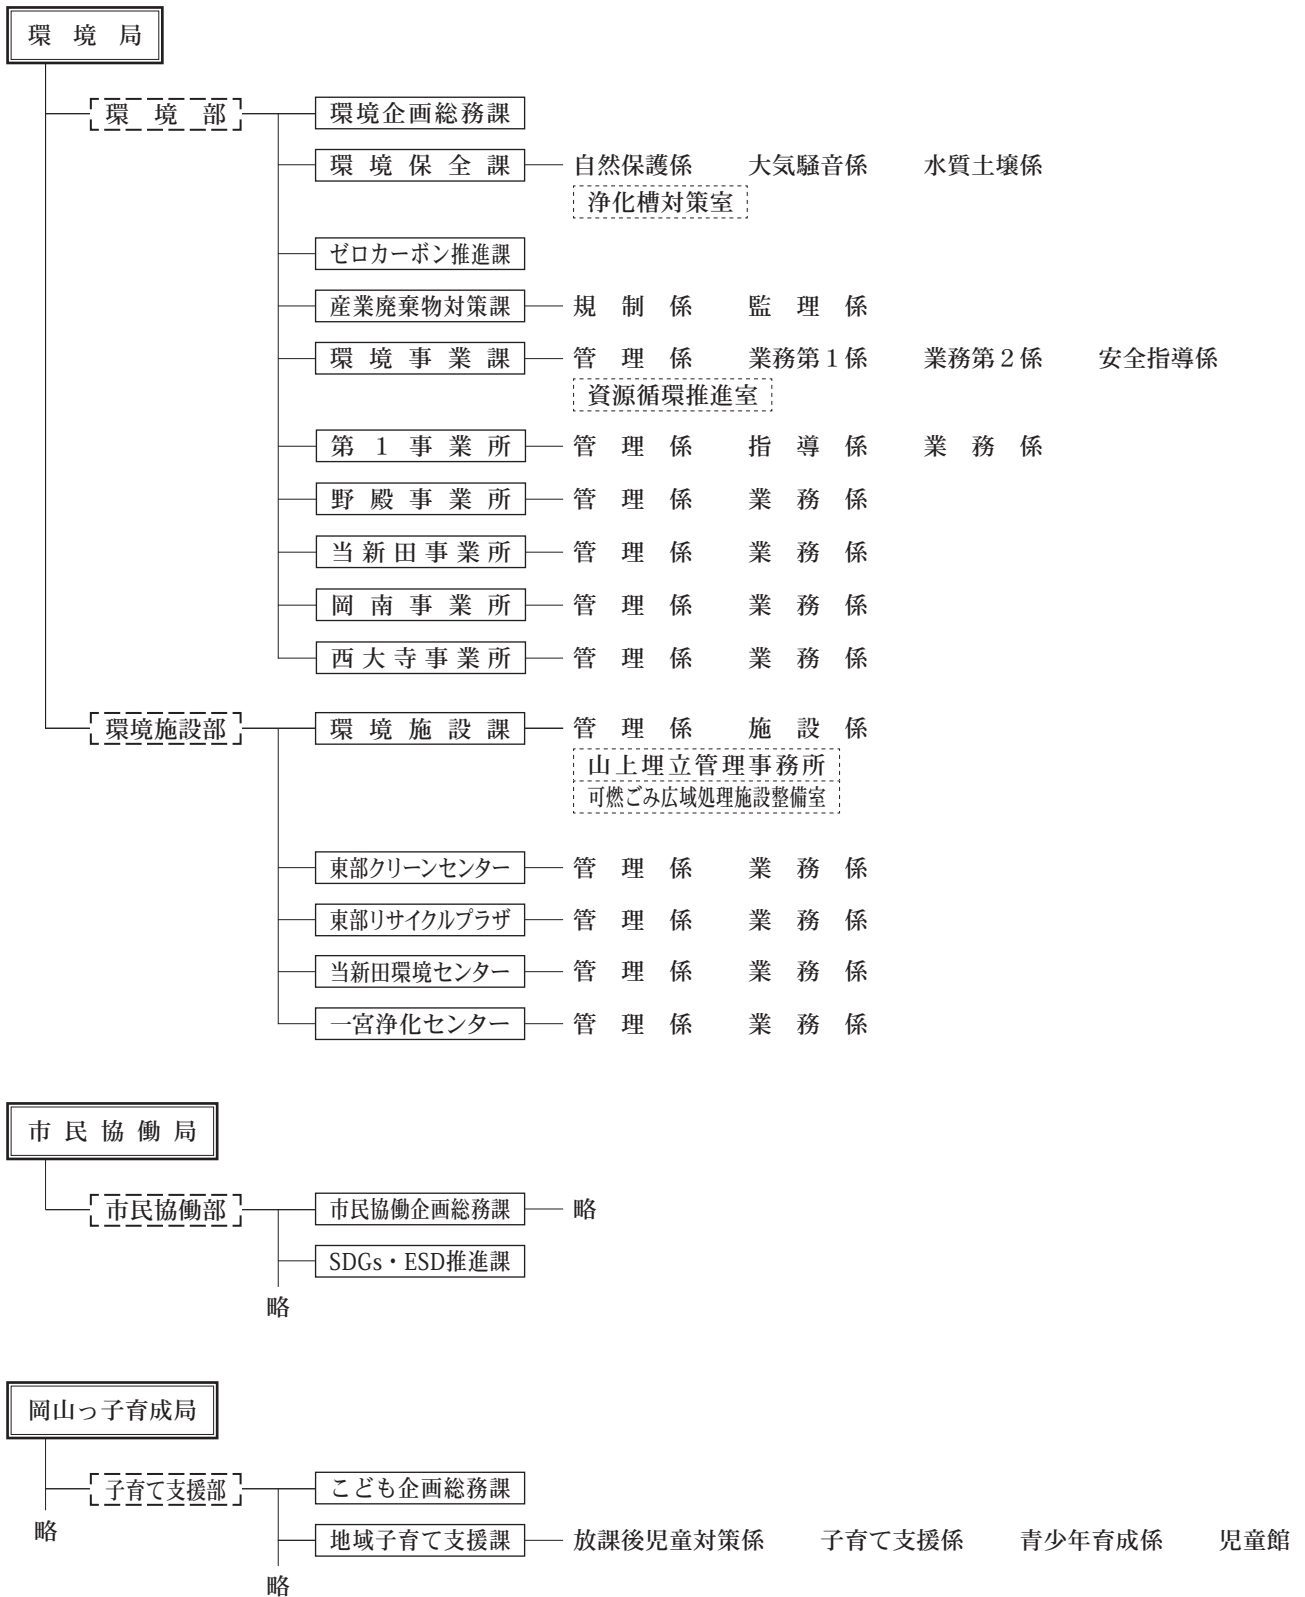 環境局
環境部 環境企画総務課
環境保全課 自然保護係 大気騒音係 水質土壌係
浄化槽対策室
ゼロカーボン推進課
産業廃棄物対策課 規制係 監理係
環境事業課 管理係 業務第1係 業務第2係 安全指導係
資源循環推進室
第1事業所 管理係 指導係 業務係
野殿事業所 管理係 業務係
当新田事業所 管理係 業務係
岡南事業所 管理係 業務係
西大寺事業所 管理係 業務係
環境施設部 環境施設課 管理係 施設係
山上埋立管理事務所
可燃ごみ広域処理施設整備室
東部クリーンセンター 管理係 業務係
東部リサイクルプラザ 管理係 業務係
当新田環境センター 管理係 業務係
一宮浄化センター 管理係 業務係
市民協働局
市民協働部 市民協働企画総務課 略
SDGs・ESD推進課
略
岡山っ子育成局
子育て支援部 こども企画総務課
略
地域子育て支援課 放課後児童対策係 子育て支援係 青少年育成係 児童館
略